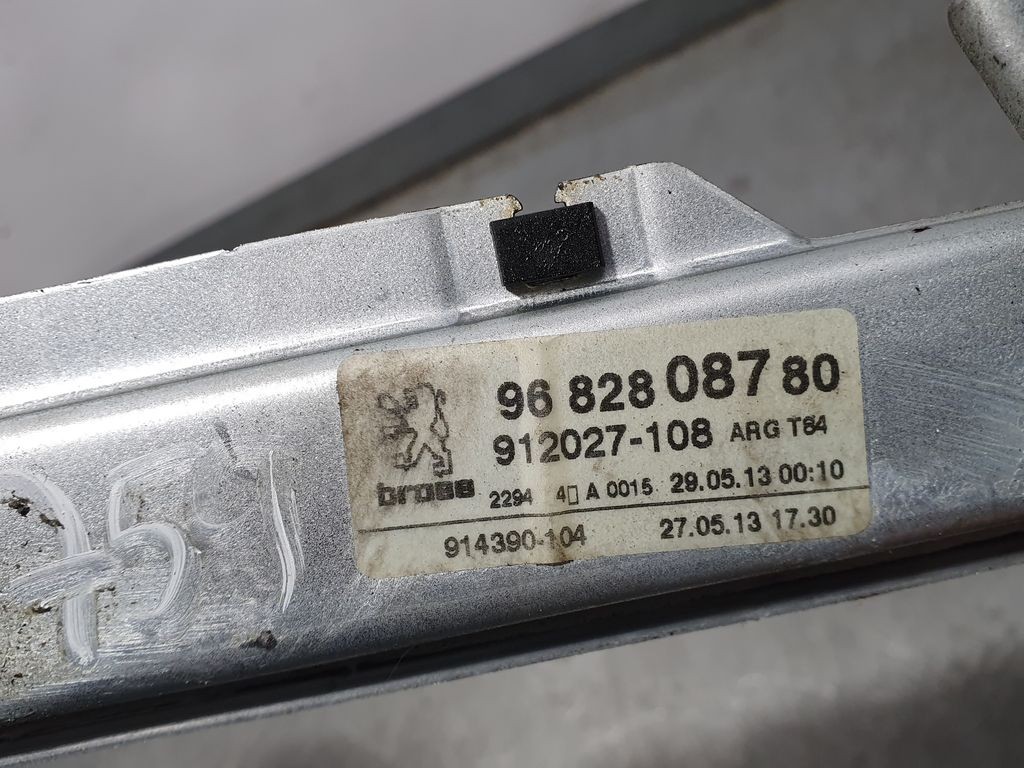 96 828 087 80
912027-108 ARG T84
brose 2294 4□ A 0015 29.05.13 00:10
914390-104 27.05.13 17.30